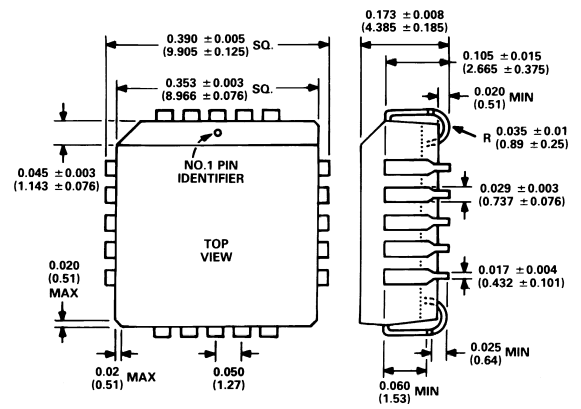 0.390 ±0.005
(9.905 ±0.125) SQ.
0.353 ±0.003
(8.966 ±0.076) SQ.
0.045 ±0.003
(1.143 ±0.076)
NO.1 PIN
IDENTIFIER
TOP
VIEW
0.020
(0.51)
MAX
0.02
(0.51) MAX
0.050
(1.27)
0.173 ±0.008
(4.385 ±0.185)
0.105 ±0.015
(2.665 ±0.375)
0.020
(0.51) MIN
R 0.035 ±0.01
(0.89 ±0.25)
0.029 ±0.003
(0.737 ±0.076)
0.017 ±0.004
(0.432 ±0.101)
0.025
(0.64) MIN
0.060
(1.53) MIN